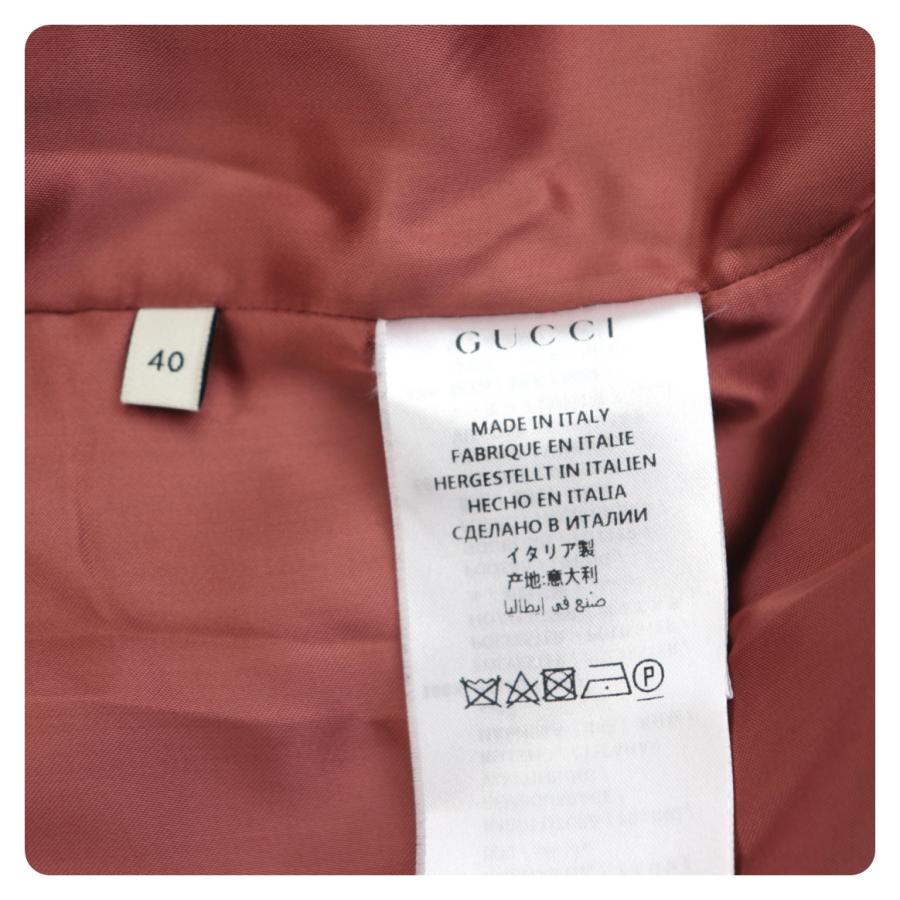 40
GUCCI
MADE IN ITALY
FABRIQUE EN ITALIE
HERGESTELLT IN ITALIEN
HECHO EN ITALIA
СДЕЛАНО В ИТАЛИИ
イタリア製
产地:意大利
صنع في إيطاليا
P